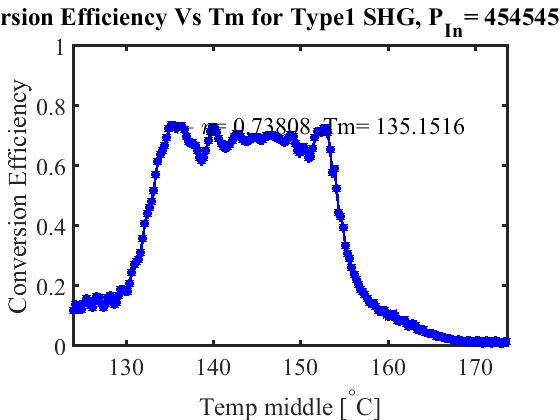 rsion Efficiency Vs Tm for Type1 SHG, P_In= 454545
1
0.8
η= 0.73808, Tm= 135.1516
0.6
0.4
0.2
0
Conversion Efficiency
130 140 150 160 170
Temp middle [°C]